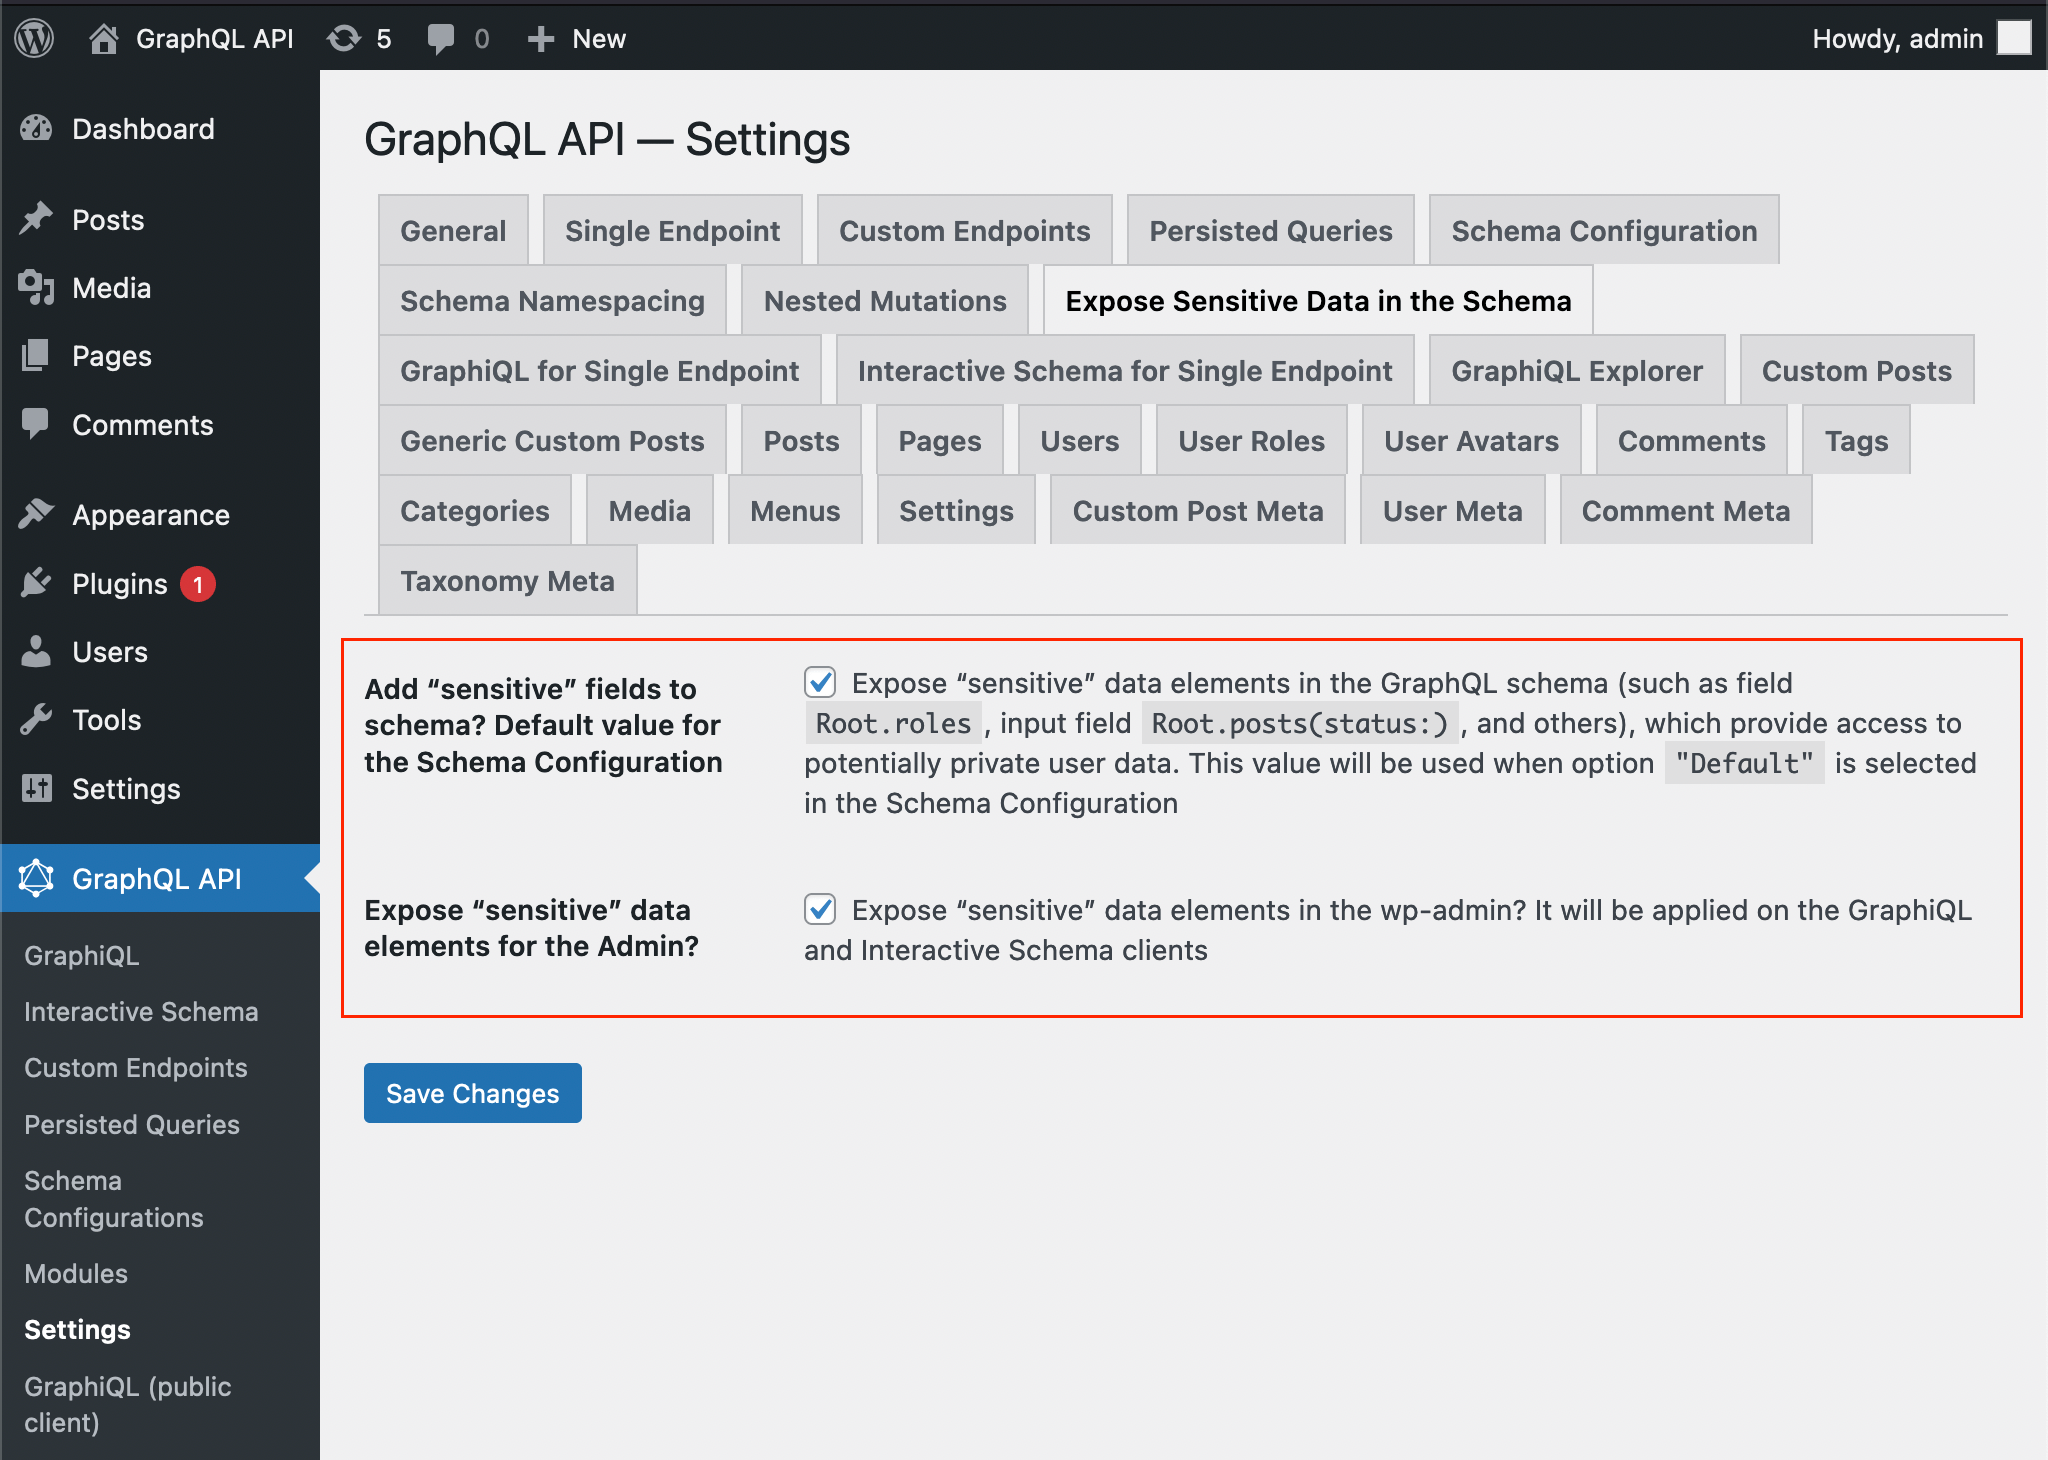 GraphQL API 5 0 New Howdy, admin
Dashboard
Posts
Media
Pages
Comments
Appearance
Plugins 1
Users
Tools
Settings
GraphQL API
GraphiQL
Interactive Schema
Custom Endpoints
Persisted Queries
Schema
Configurations
Modules
Settings
GraphiQL (public
client)
GraphQL API — Settings
General Single Endpoint Custom Endpoints Persisted Queries Schema Configuration
Schema Namespacing Nested Mutations Expose Sensitive Data in the Schema
GraphiQL for Single Endpoint Interactive Schema for Single Endpoint GraphiQL Explorer Custom Posts
Generic Custom Posts Posts Pages Users User Roles User Avatars Comments Tags
Categories Media Menus Settings Custom Post Meta User Meta Comment Meta
Taxonomy Meta
Add “sensitive” fields to
schema? Default value for
the Schema Configuration
Expose “sensitive” data elements in the GraphQL schema (such as field
Root.roles , input field Root.posts(status:) , and others), which provide access to
potentially private user data. This value will be used when option "Default" is selected
in the Schema Configuration
Expose “sensitive” data
elements for the Admin?
Expose “sensitive” data elements in the wp-admin? It will be applied on the GraphiQL
and Interactive Schema clients
Save Changes